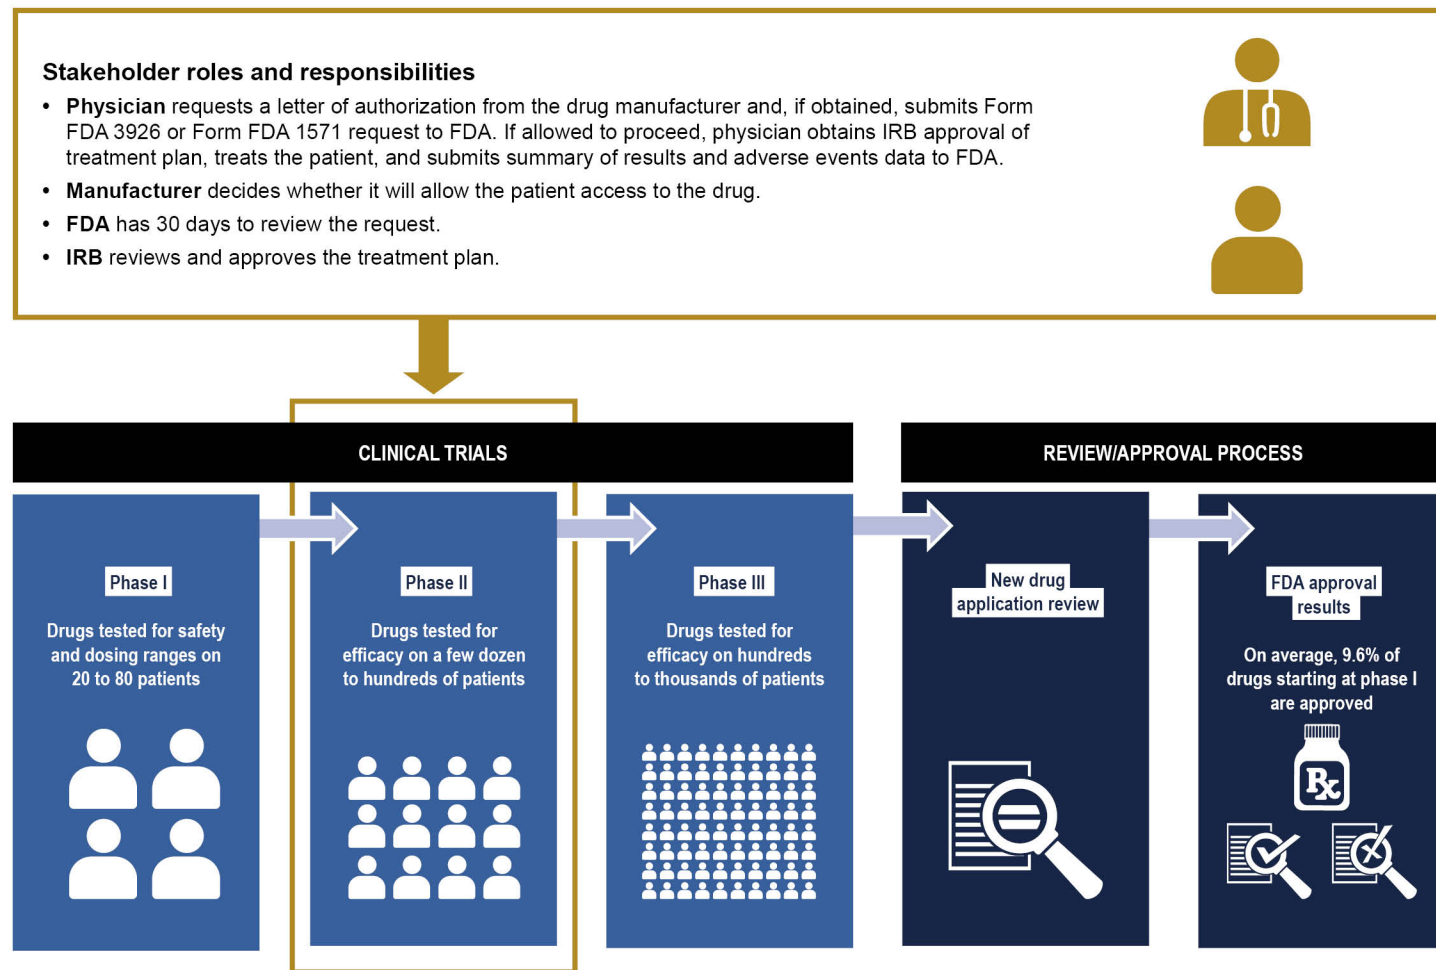 Stakeholder roles and responsibilities
• Physician requests a letter of authorization from the drug manufacturer and, if obtained, submits Form
FDA 3926 or Form FDA 1571 request to FDA. If allowed to proceed, physician obtains IRB approval of
treatment plan, treats the patient, and submits summary of results and adverse events data to FDA.
• Manufacturer decides whether it will allow the patient access to the drug.
• FDA has 30 days to review the request.
• IRB reviews and approves the treatment plan.
CLINICAL TRIALS
Phase I
Drugs tested for safety
and dosing ranges on
20 to 80 patients
Phase II
Drugs tested for
efficacy on a few dozen
to hundreds of patients
Phase III
Drugs tested for
efficacy on hundreds
to thousands of patients
REVIEW/APPROVAL PROCESS
New drug
application review
FDA approval
results
On average, 9.6% of
drugs starting at phase I
are approved
Rx